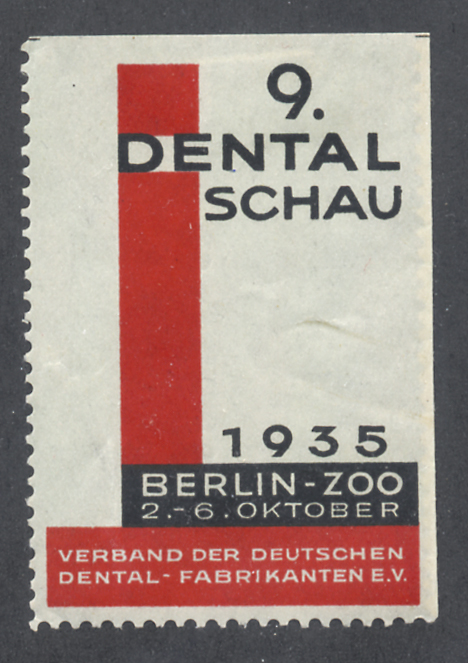 9.
DENTAL
SCHAU
1935
BERLIN-ZOO
2.-6.OKTOBER
VERBAND DER DEUTSCHEN
DENTAL-FABRIKANTEN E.V.